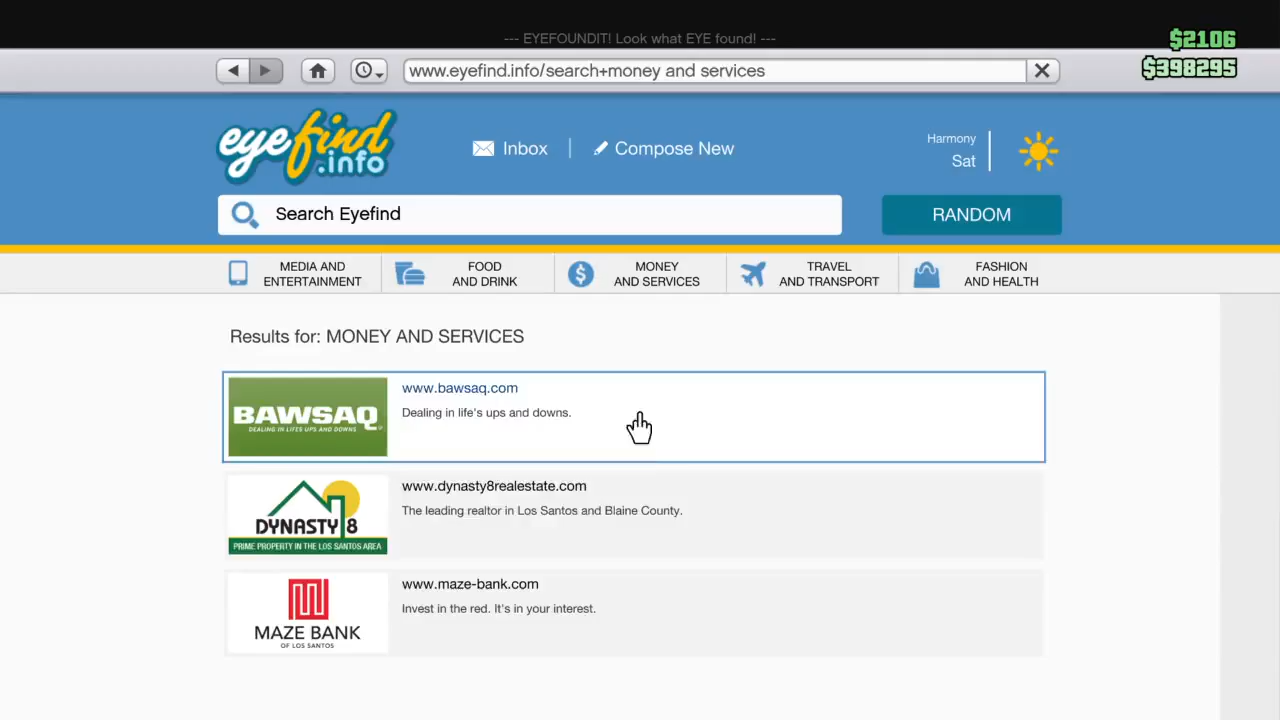 --- EYEFOUNDIT! Look what EYE found! ---
$2106
$398295
www.eyefind.info/search+money and services
eyefind
.info
Inbox
Compose New
Harmony
Sat
Search Eyefind
RANDOM
MEDIA AND
ENTERTAINMENT
FOOD
AND DRINK
MONEY
AND SERVICES
TRAVEL
AND TRANSPORT
FASHION
AND HEALTH
Results for: MONEY AND SERVICES
BAWSAQ
DEALING IN LIFES UPS AND DOWNS
www.bawsaq.com
Dealing in life's ups and downs.
DYNASTY 8
PRIME PROPERTY IN THE LOS SANTOS AREA
www.dynasty8realestate.com
The leading realtor in Los Santos and Blaine County.
MAZE BANK
OF LOS SANTOS
www.maze-bank.com
Invest in the red. It's in your interest.